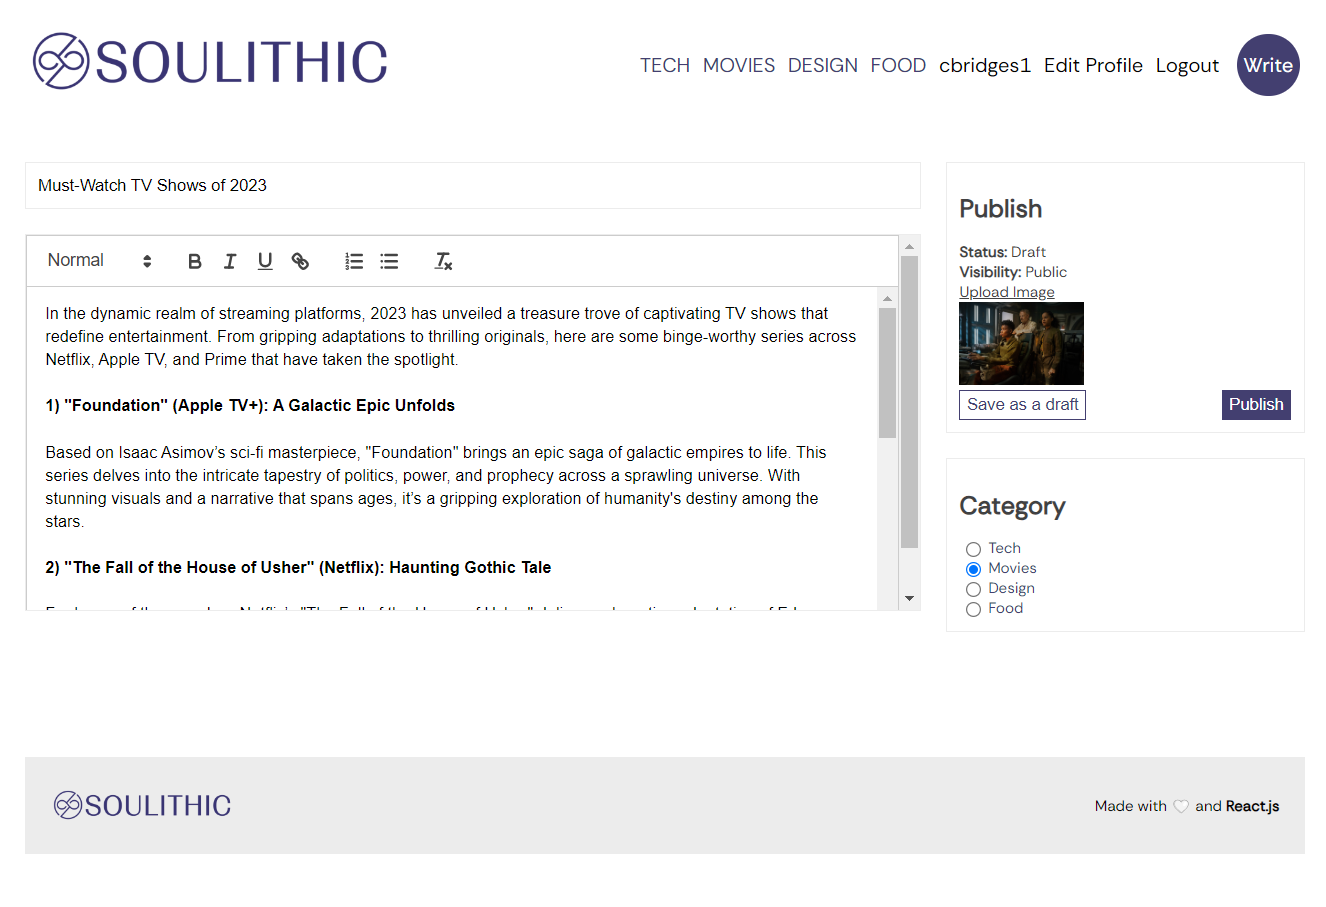 SOULITHIC
TECH MOVIES DESIGN FOOD cbridges1 Edit Profile Logout Write
Must-Watch TV Shows of 2023
Normal
In the dynamic realm of streaming platforms, 2023 has unveiled a treasure trove of captivating TV shows that
redefine entertainment. From gripping adaptations to thrilling originals, here are some binge-worthy series across
Netflix, Apple TV, and Prime that have taken the spotlight.
1) "Foundation" (Apple TV+): A Galactic Epic Unfolds
Based on Isaac Asimov’s sci-fi masterpiece, "Foundation" brings an epic saga of galactic empires to life. This
series delves into the intricate tapestry of politics, power, and prophecy across a sprawling universe. With
stunning visuals and a narrative that spans ages, it’s a gripping exploration of humanity's destiny among the
stars.
2) "The Fall of the House of Usher" (Netflix): Haunting Gothic Tale
Publish
Status: Draft
Visibility: Public
Upload Image
Save as a draft
Publish
Category
Tech
Movies
Design
Food
SOULITHIC
Made with 🤍 and React.js